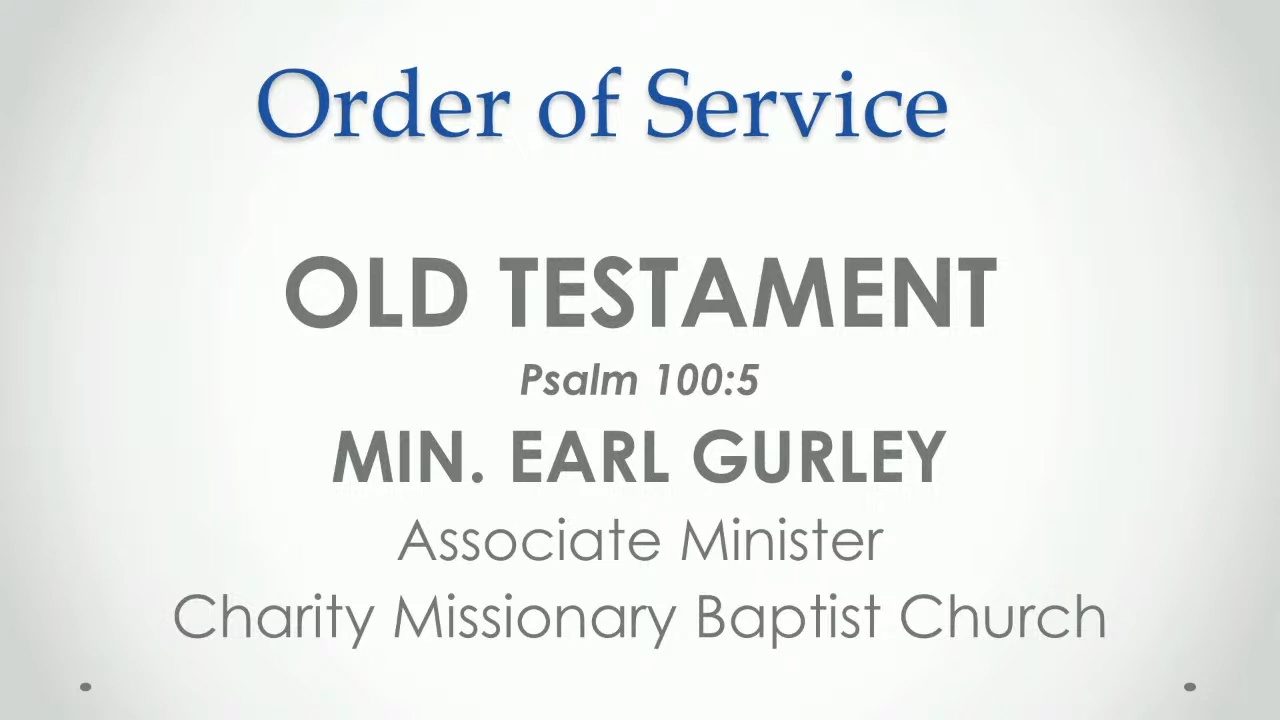 Order of Service
OLD TESTAMENT
Psalm 100:5
MIN. EARL GURLEY
Associate Minister
Charity Missionary Baptist Church